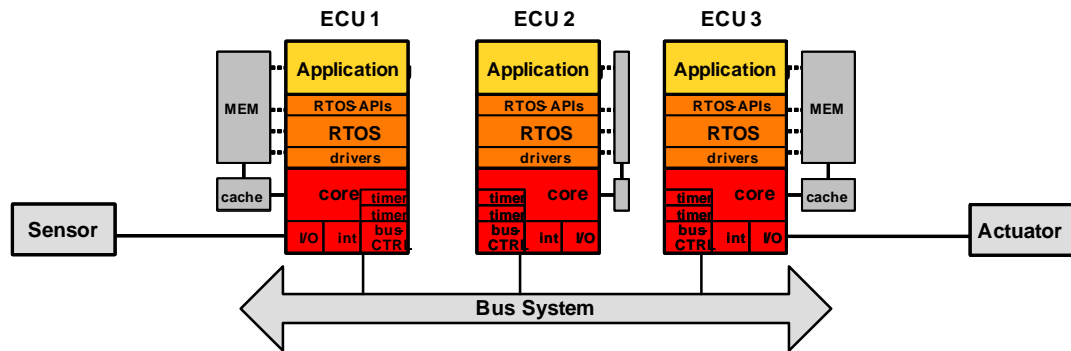 ECU 1
ECU 2
ECU 3
Application
Application
Application
MEM
RTOS-APIs
RTOS-APIs
RTOS-APIs
MEM
RTOS
RTOS
RTOS
drivers
drivers
drivers
cache
core
core
core
cache
timer
timer
timer
timer
timer
timer
Sensor
I/O
int
bus-
CTRL
bus-
CTRL
int
I/O
bus-
CTRL
int
I/O
Actuator
Bus System